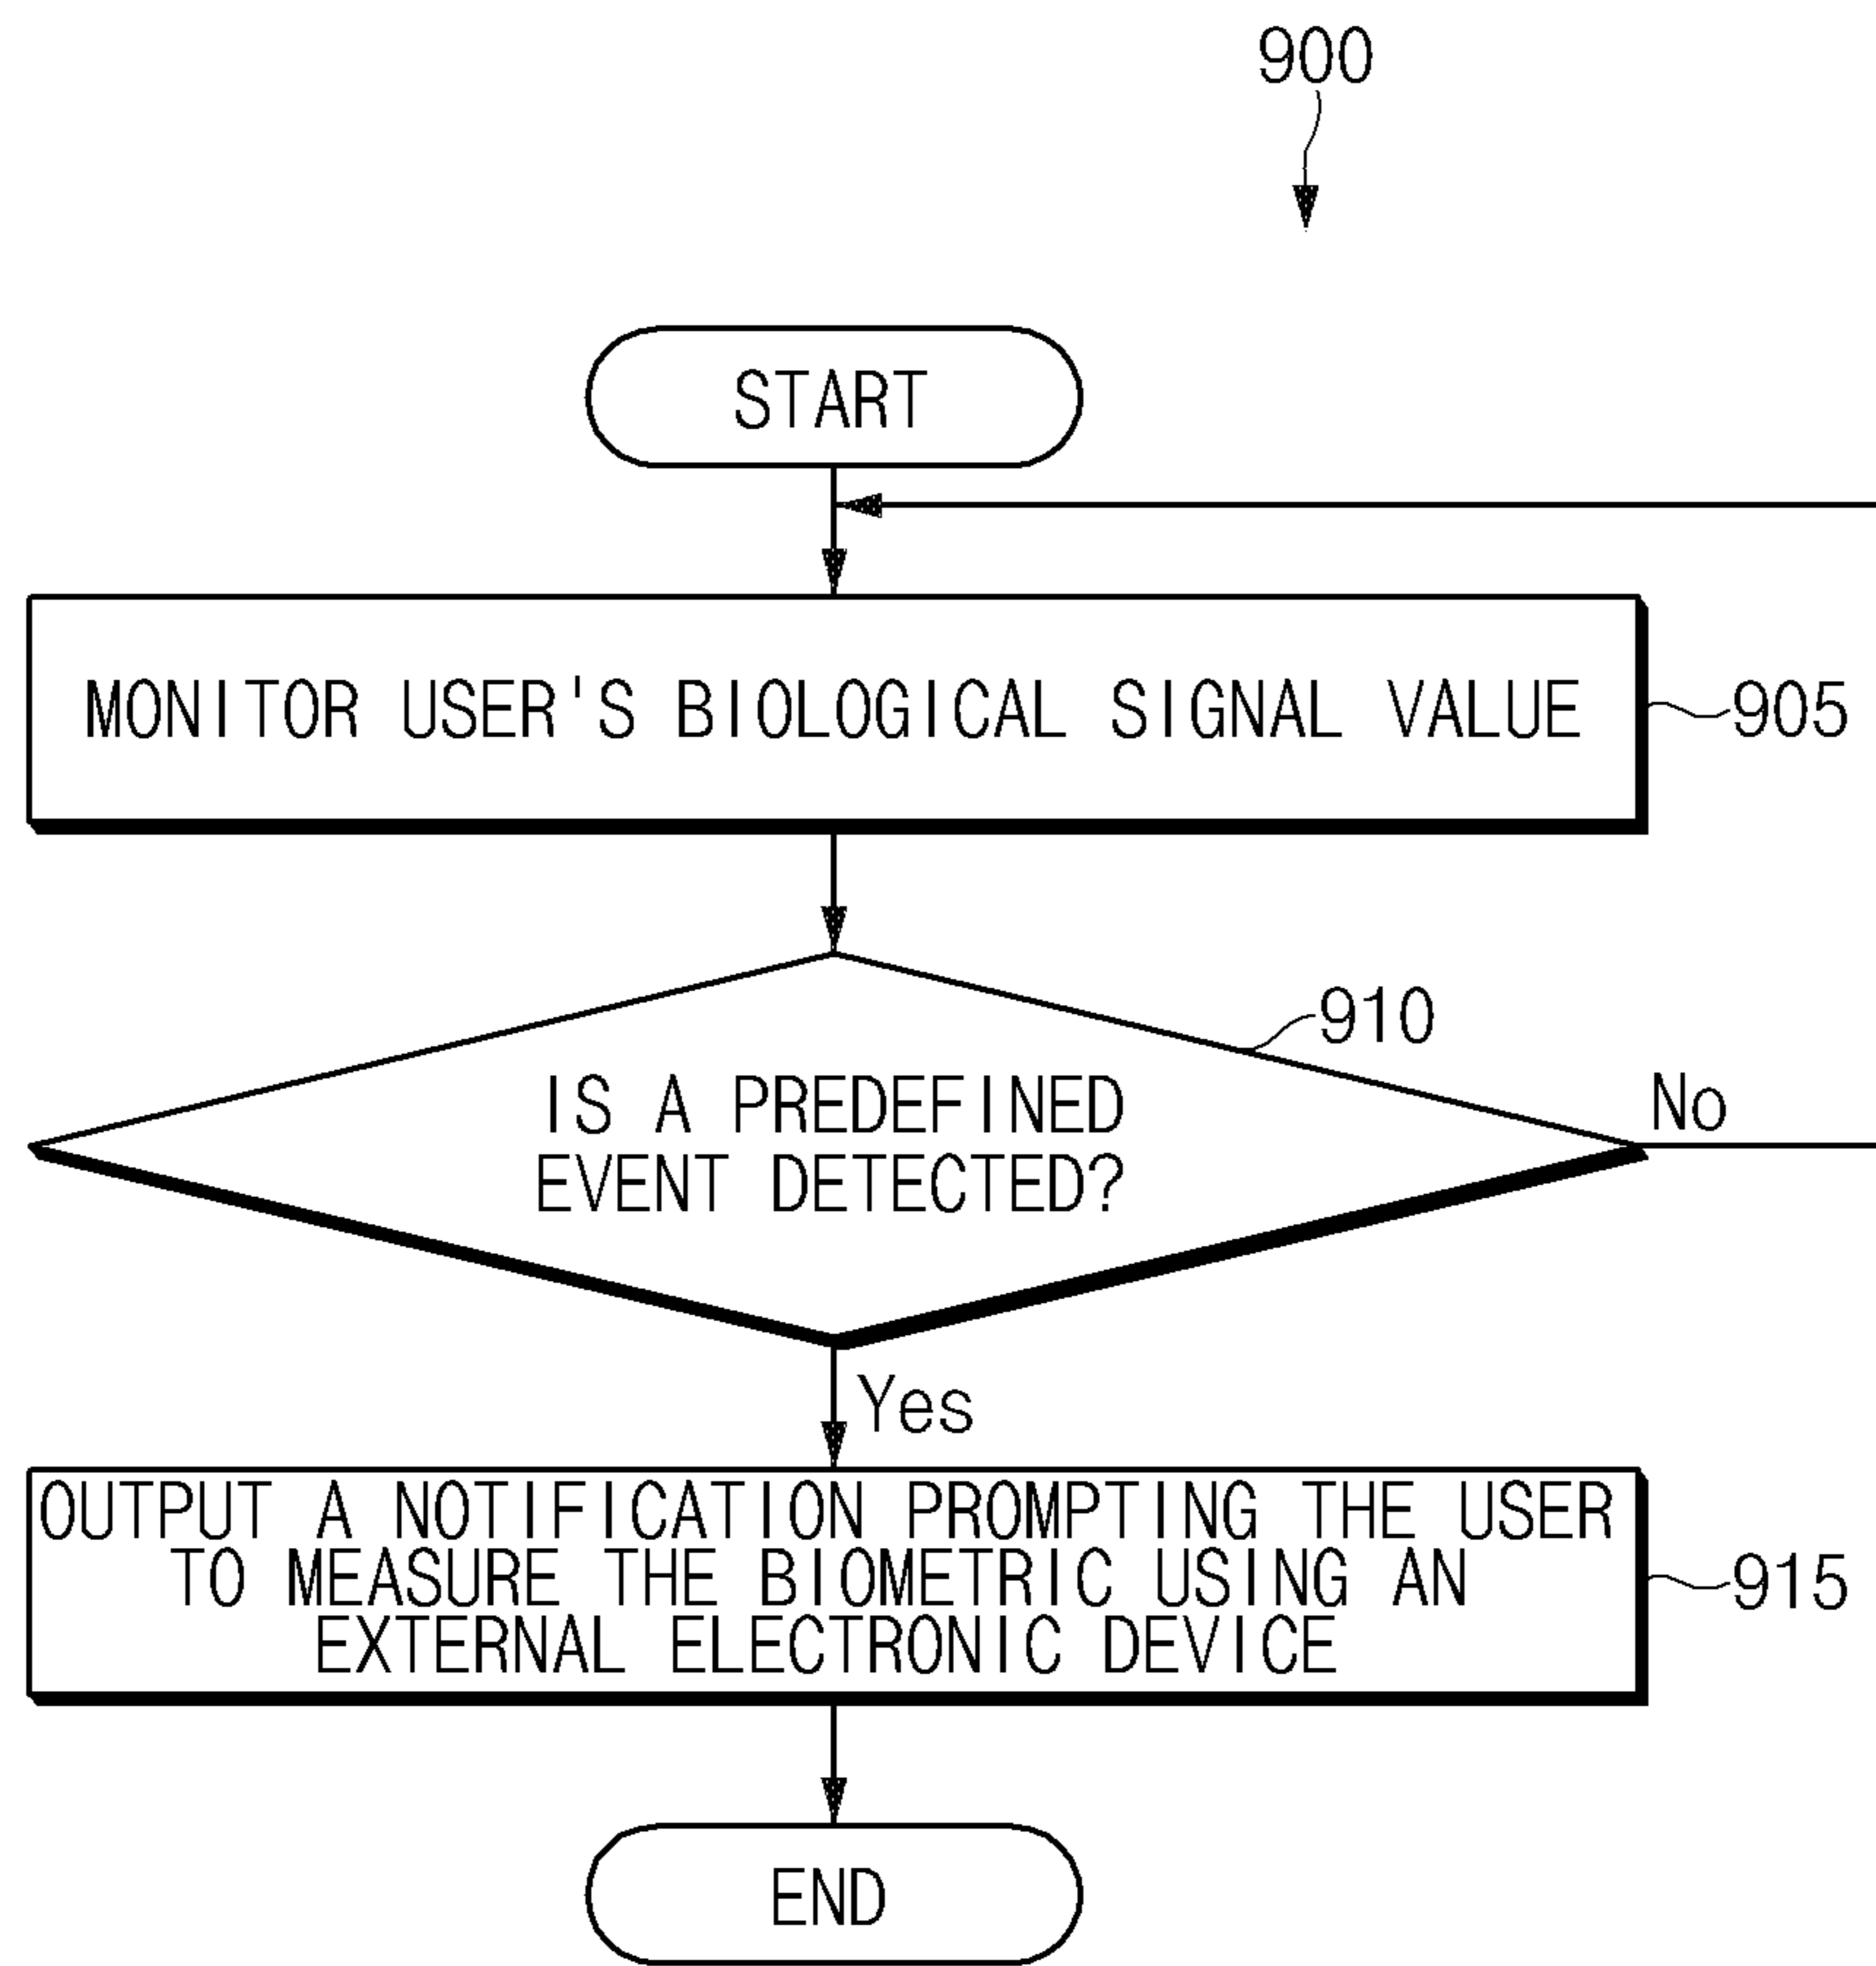 900
START
MONITOR USER'S BIOLOGICAL SIGNAL VALUE
905
910
IS A PREDEFINED
EVENT DETECTED?
No
Yes
OUTPUT A NOTIFICATION PROMPTING THE USER
TO MEASURE THE BIOMETRIC USING AN
EXTERNAL ELECTRONIC DEVICE
915
END